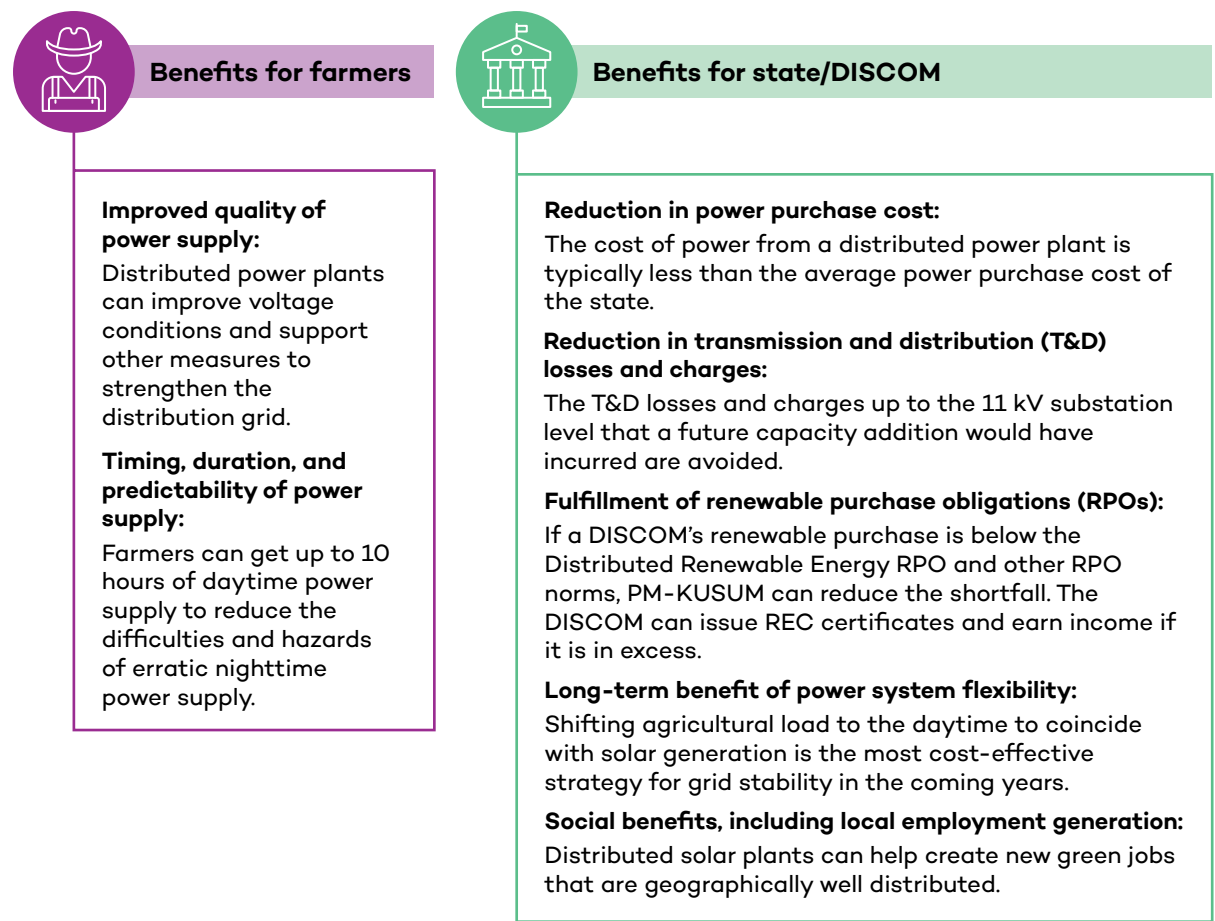 Benefits for farmers
Improved quality of
power supply:
Distributed power plants
can improve voltage
conditions and support
other measures to
strengthen the
distribution grid.
Timing, duration, and
predictability of power
supply:
Farmers can get up to 10
hours of daytime power
supply to reduce the
difficulties and hazards
of erratic nighttime
power supply.
Benefits for state/DISCOM
Reduction in power purchase cost:
The cost of power from a distributed power plant is
typically less than the average power purchase cost of
the state.
Reduction in transmission and distribution (T&D)
losses and charges:
The T&D losses and charges up to the 11 kV substation
level that a future capacity addition would have
incurred are avoided.
Fulfillment of renewable purchase obligations (RPOs):
If a DISCOM's renewable purchase is below the
Distributed Renewable Energy RPO and other RPO
norms, PM-KUSUM can reduce the shortfall. The
DISCOM can issue REC certificates and earn income if
it is in excess.
Long-term benefit of power system flexibility:
Shifting agricultural load to the daytime to coincide
with solar generation is the most cost-effective
strategy for grid stability in the coming years.
Social benefits, including local employment generation:
Distributed solar plants can help create new green jobs
that are geographically well distributed.